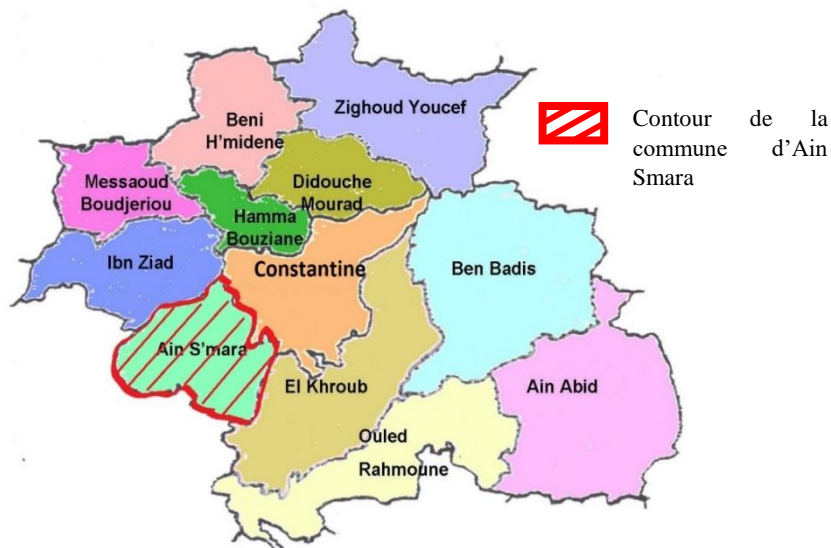 Zighoud Youcef
Beni
H'midene
Messaoud
Boudjeriou
Didouche
Mourad
Hamma
Bouziane
Ibn Ziad
Constantine
Ben Badis
Ain S'mara
El Khroub
Ain Abid
Ouled
Rahmoune
Contour de la
commune d'Ain
Smara